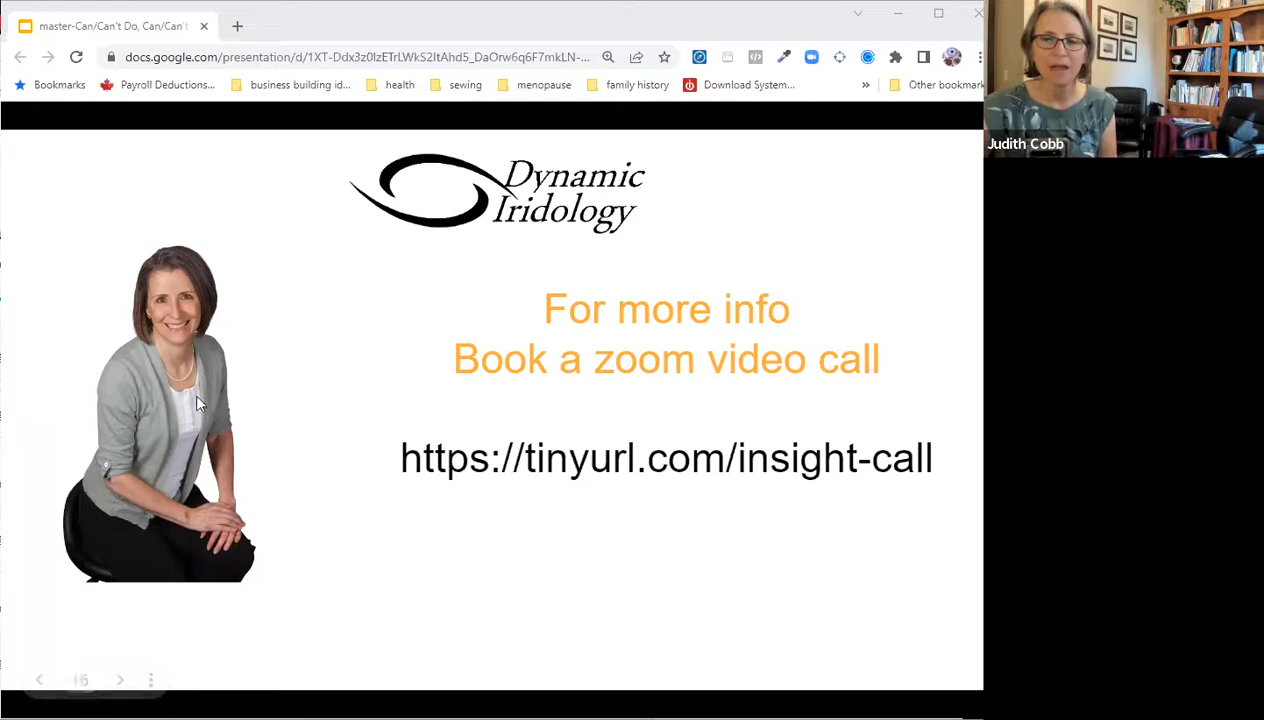 master-Can/Can't Do, Can/Can't
docs.google.com/presentation/d/1XT-Ddx3z0IzETrLWkS2ItAhd5_DaOrw6q6F7mkLN-...
Bookmarks
Payroll Deductions...
business building id...
health
sewing
menopause
family history
Download System...
»
Other bookmark
Judith Cobb
Dynamic
Iridology
For more info
Book a zoom video call
https://tinyurl.com/insight-call